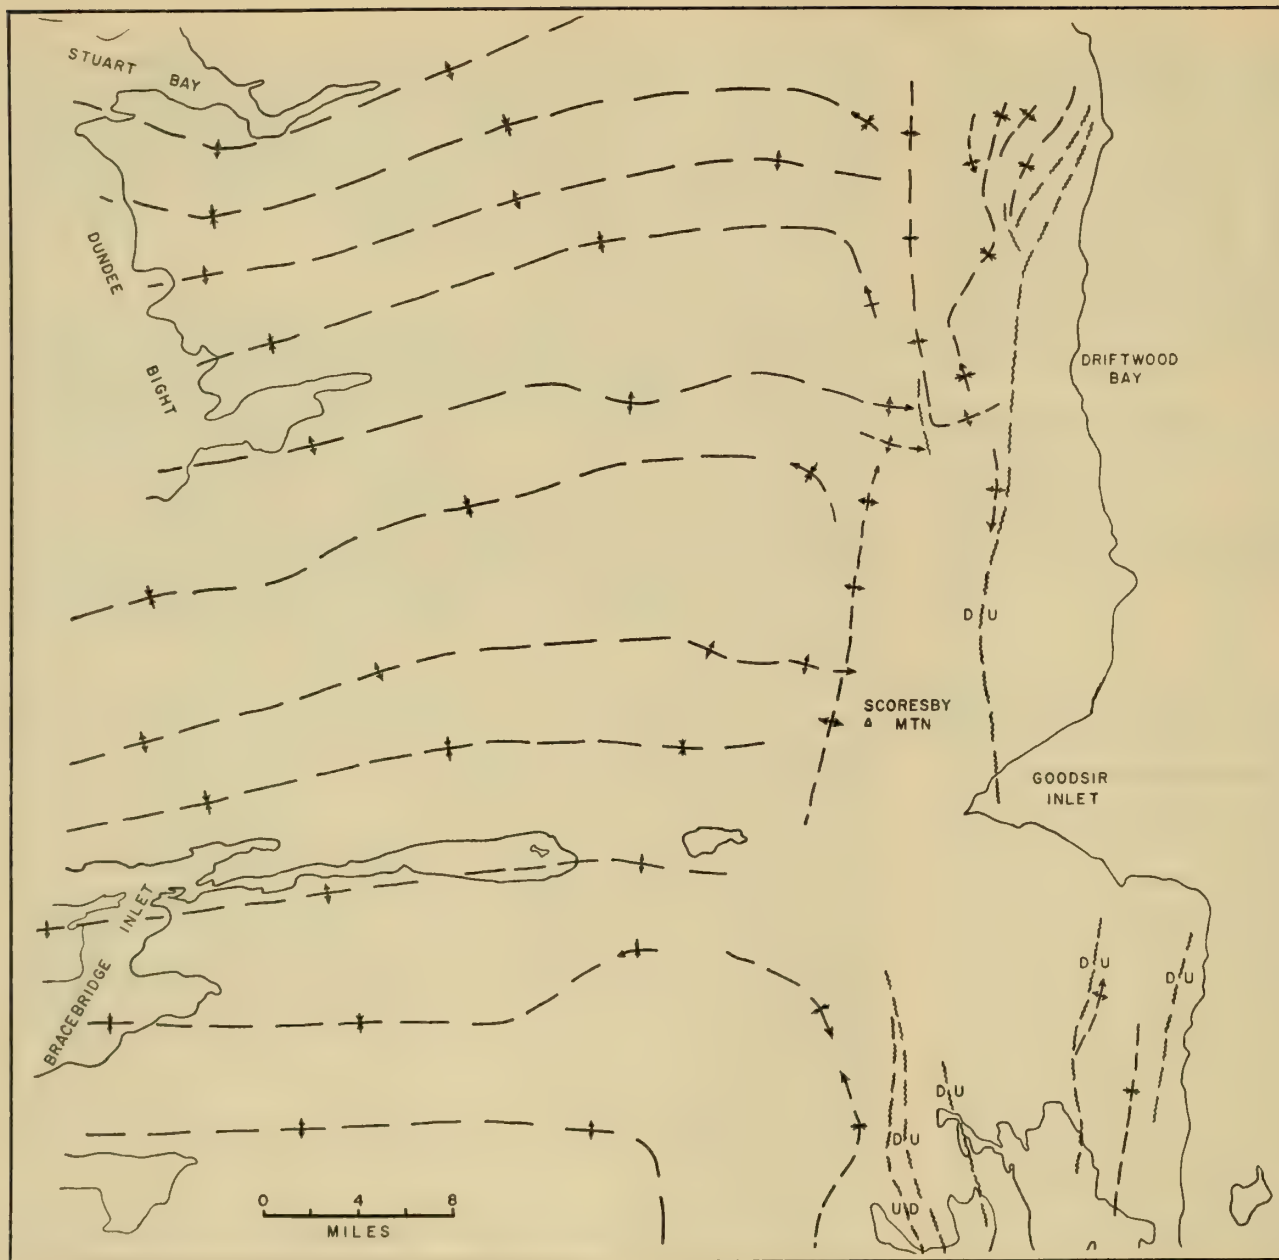 STUART BAY
DUNDEE
BIGHT
DRIFTWOOD
BAY
D U
SCORESBY
MTN
GOODSIR
INLET
BRACEBRIDGE INLET
D U
D U
D U
D U
U D
0 4 8
MILES